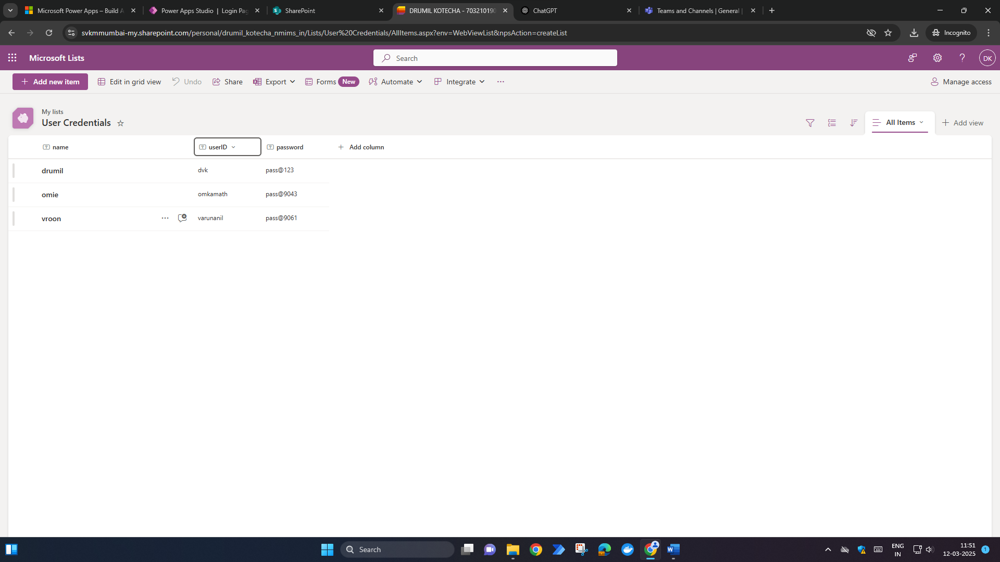 Microsoft Power Apps – Build A
Power Apps Studio | Login Pag
SharePoint
DRUMIL KOTECHA - 703210190
ChatGPT
Teams and Channels | General |
svkmmumbai-my.sharepoint.com/personal/drumil_kotecha_nmims_in/Lists/User%20Credentials/AllItems.aspx?env=WebViewList&npsAction=createList
Incognito
Microsoft Lists
Search
DK
Add new item
Edit in grid view
Undo
Share
Export
Forms New
Automate
Integrate
Manage access
My lists
User Credentials
All Items
Add view
name userID password Add column
drumil dvk pass@123
omie omkamath pass@9043
vroon varunanil pass@9061
Search
ENG
IN
11:51
12-03-2025
1